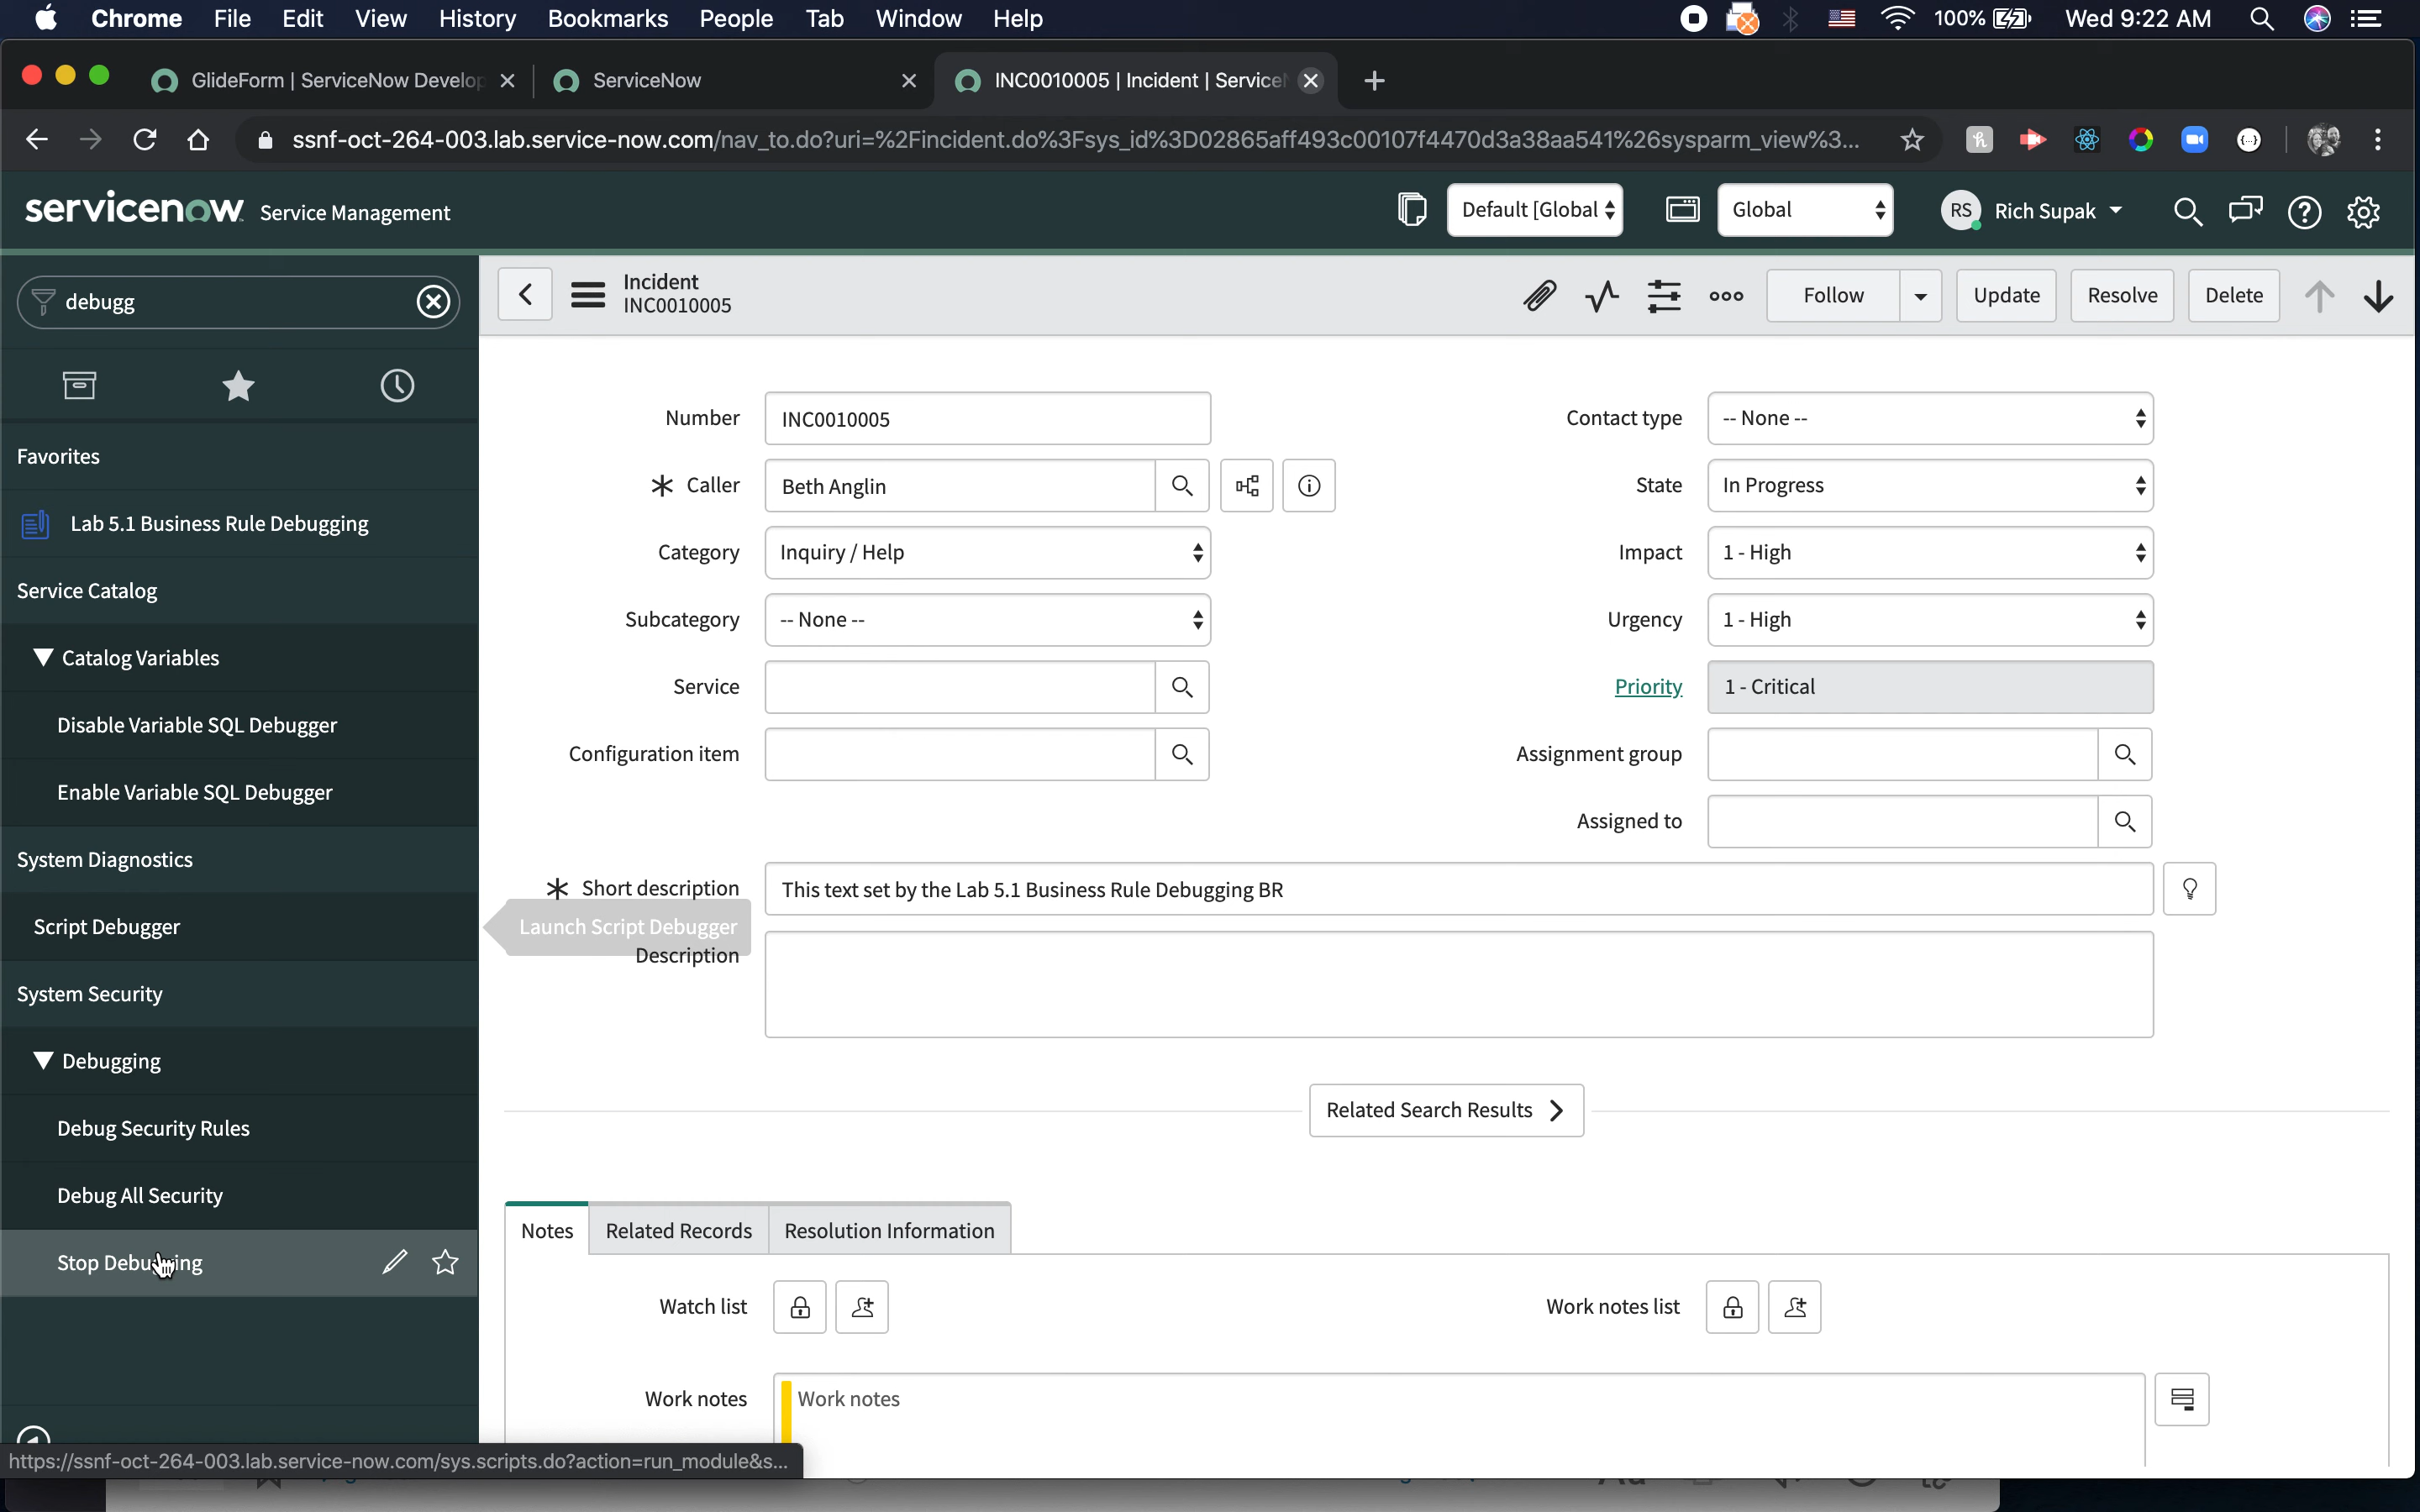 Chrome File Edit View History Bookmarks People Tab Window Help 100% Wed 9:22 AM
GlideForm | ServiceNow Develop
ServiceNow
INC0010005 | Incident | Service
ssnf-oct-264-003.lab.service-now.com/nav_to.do?uri=%2Fincident.do%3Fsys_id%3D02865aff493c00107f4470d3a38aa541%26sysparm_view%3...
servicenow Service Management
Default [Global
Global
RS Rich Supak
debugg
Favorites
Lab 5.1 Business Rule Debugging
Service Catalog
Catalog Variables
Disable Variable SQL Debugger
Enable Variable SQL Debugger
System Diagnostics
Script Debugger
System Security
Debugging
Debug Security Rules
Debug All Security
Stop Debugging
Incident
INC0010005
Follow
Update
Resolve
Delete
Number INC0010005
Caller Beth Anglin
Category Inquiry / Help
Subcategory -- None --
Service
Configuration item
Contact type -- None --
State In Progress
Impact 1 - High
Urgency 1 - High
Priority 1 - Critical
Assignment group
Assigned to
Short description This text set by the Lab 5.1 Business Rule Debugging BR
Launch Script Debugger
Description
Related Search Results
Notes
Related Records
Resolution Information
Watch list
Work notes list
Work notes Work notes
https://ssnf-oct-264-003.lab.service-now.com/sys.scripts.do?action=run_module&s...